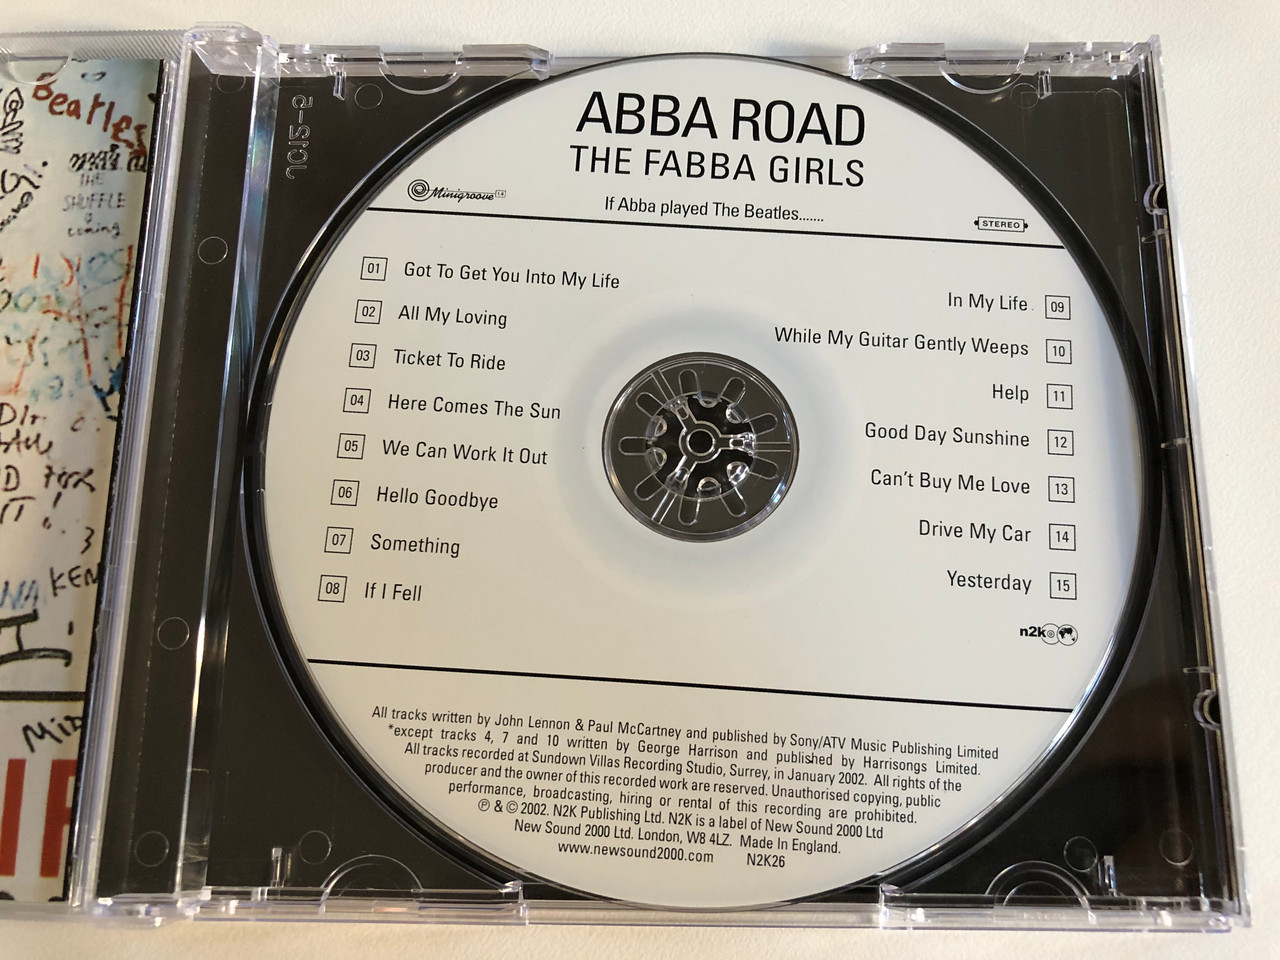 ABBA ROAD
THE FABBA GIRLS
Minigroove
If Abba played The Beatles.......
STEREO
01 Got To Get You Into My Life
02 All My Loving
03 Ticket To Ride
04 Here Comes The Sun
05 We Can Work It Out
06 Hello Goodbye
07 Something
08 If I Fell
In My Life 09
While My Guitar Gently Weeps 10
Help 11
Good Day Sunshine 12
Can't Buy Me Love 13
Drive My Car 14
Yesterday 15
n2k
All tracks written by John Lennon & Paul McCartney and published by Sony/ATV Music Publishing Limited
*except tracks 4, 7 and 10 written by George Harrison and published by Harrisongs Limited.
All tracks recorded at Sundown Villas Recording Studio, Surrey, in January 2002. All rights of the
producer and the owner of this recorded work are reserved. Unauthorised copying, public
performance, broadcasting, hiring or rental of this recording are prohibited.
℗ & © 2002. N2K Publishing Ltd. N2K is a label of New Sound 2000 Ltd
New Sound 2000 Ltd. London, W8 4LZ. Made In England.
www.newsound2000.com N2K26
Beatles
THE
SHUFFLE
coming
KEN